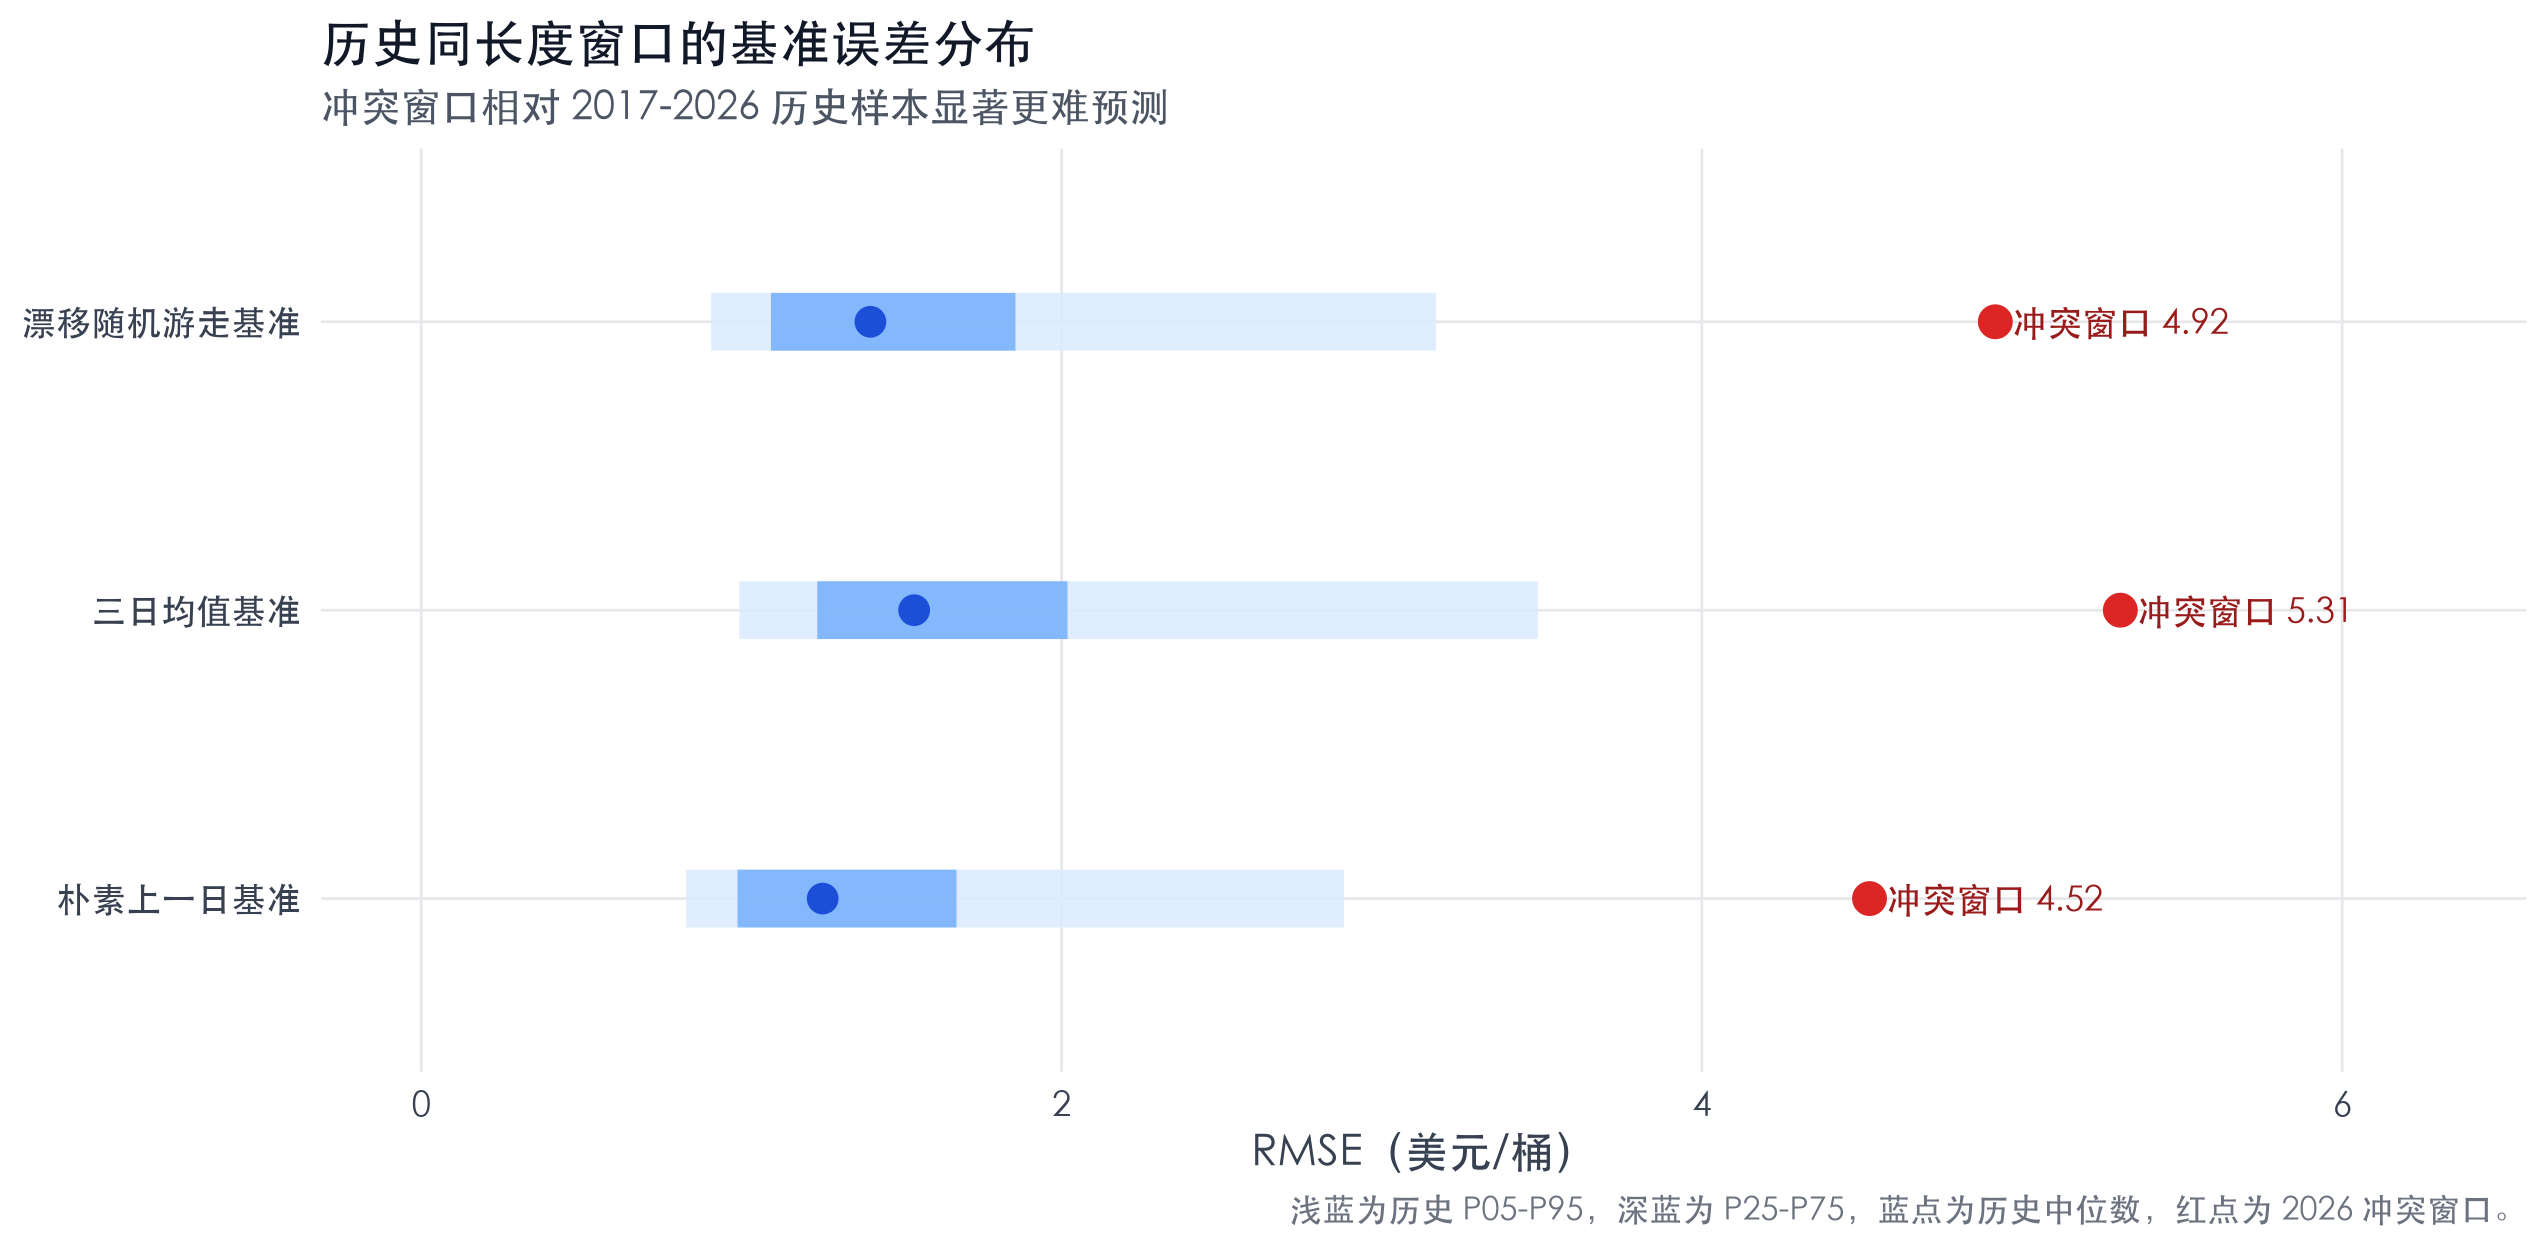 历史同长度窗口的基准误差分布
冲突窗口相对 2017-2026 历史样本显著更难预测
漂移随机游走基准
冲突窗口 4.92
三日均值基准
冲突窗口 5.31
朴素上一日基准
冲突窗口 4.52
0 2 4 6
RMSE（美元/桶）
浅蓝为历史 P05-P95，深蓝为 P25-P75，蓝点为历史中位数，红点为 2026 冲突窗口。